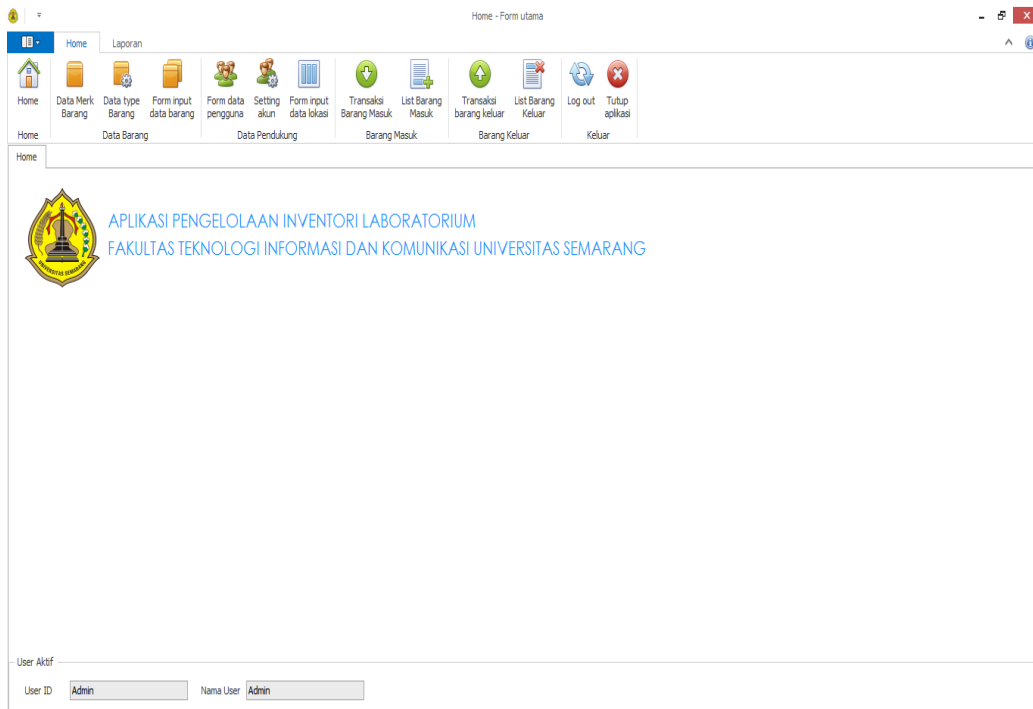 Home - Form utama
Home Laporan
Home
Data Merk
Barang
Data type
Barang
Form input
data barang
Form data
pengguna
Setting
akun
Form input
data lokasi
Transaksi
Barang Masuk
List Barang
Masuk
Transaksi
barang keluar
List Barang
Keluar
Log out
Tutup
aplikasi
Home Data Barang Data Pendukung Barang Masuk Barang Keluar Keluar
Home
APLIKASI PENGELOLAAN INVENTORI LABORATORIUM
FAKULTAS TEKNOLOGI INFORMASI DAN KOMUNIKASI UNIVERSITAS SEMARANG
UNIVERSITAS SEMARANG
User Aktif
User ID Admin Nama User Admin